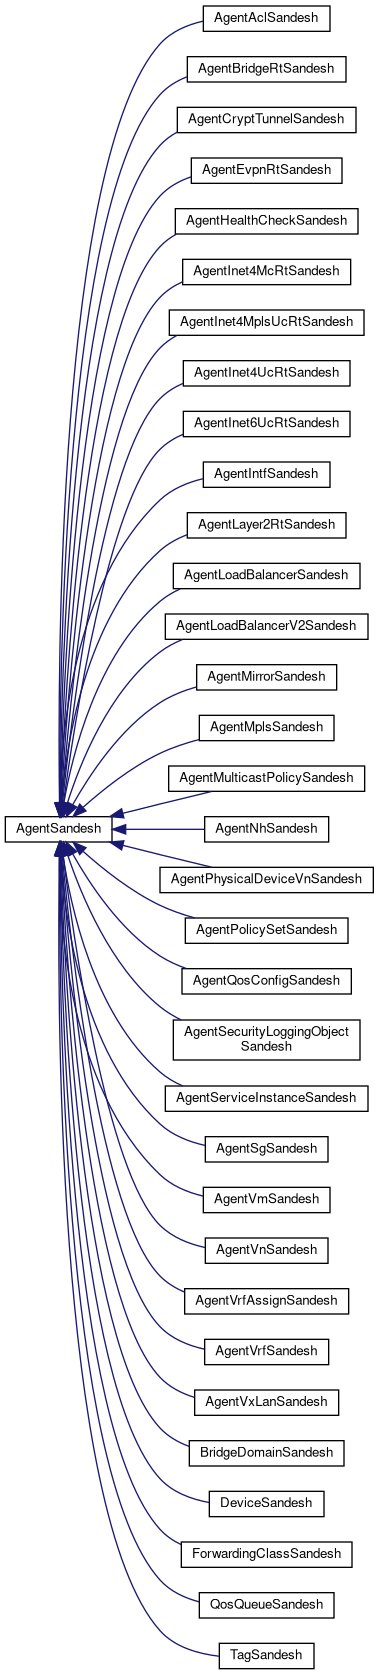 AgentAclSandesh
AgentBridgeRtSandesh
AgentCryptTunnelSandesh
AgentEvpnRtSandesh
AgentHealthCheckSandesh
AgentInet4McRtSandesh
AgentInet4MplsUcRtSandesh
AgentInet4UcRtSandesh
AgentInet6UcRtSandesh
AgentIntfSandesh
AgentLayer2RtSandesh
AgentLoadBalancerSandesh
AgentLoadBalancerV2Sandesh
AgentMirrorSandesh
AgentMplsSandesh
AgentMulticastPolicySandesh
AgentSandesh
AgentNhSandesh
AgentPhysicalDeviceVnSandesh
AgentPolicySetSandesh
AgentQosConfigSandesh
AgentSecurityLoggingObject
Sandesh
AgentServiceInstanceSandesh
AgentSgSandesh
AgentVmSandesh
AgentVnSandesh
AgentVrfAssignSandesh
AgentVrfSandesh
AgentVxLanSandesh
BridgeDomainSandesh
DeviceSandesh
ForwardingClassSandesh
QosQueueSandesh
TagSandesh